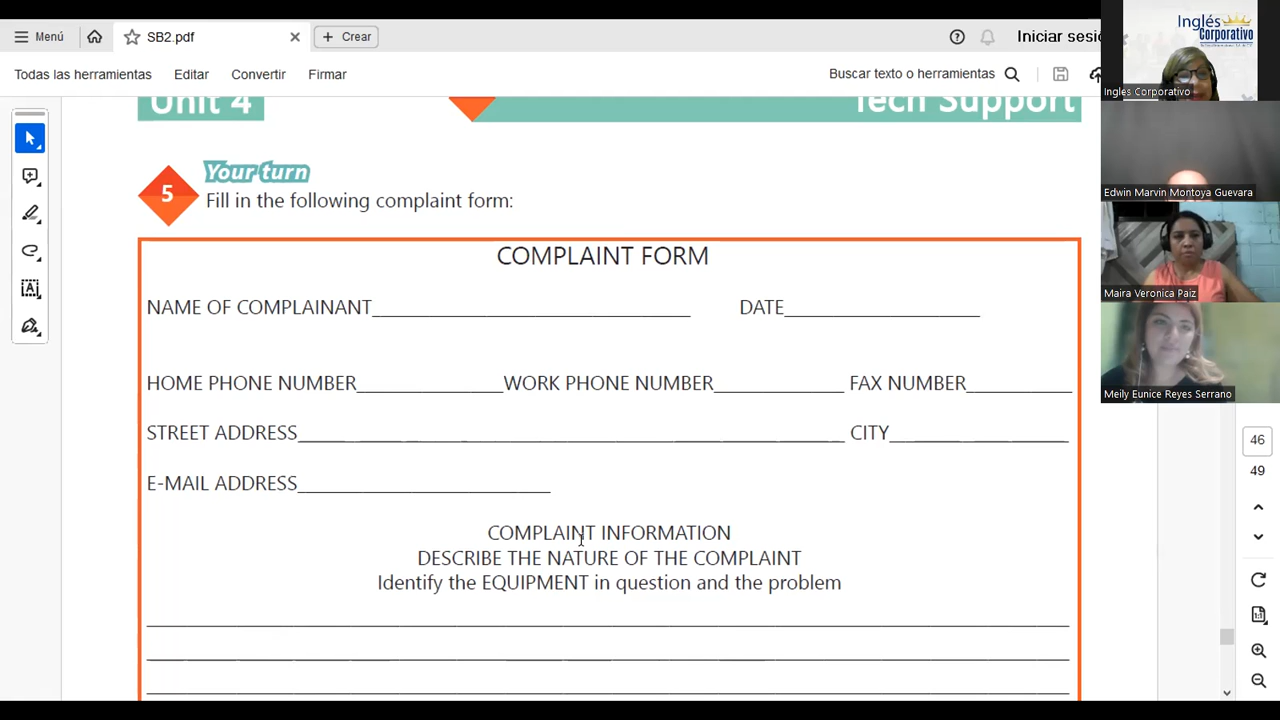 Menú
SB2.pdf
Crear
Iniciar sesi
Todas las herramientas
Editar
Convertir
Firmar
Buscar texto o herramientas
Unit 4
Tech Support
5
Your turn
Fill in the following complaint form:
COMPLAINT FORM
NAME OF COMPLAINANT
DATE
HOME PHONE NUMBER
WORK PHONE NUMBER
FAX NUMBER
STREET ADDRESS
CITY
E-MAIL ADDRESS
COMPLAINT INFORMATION
DESCRIBE THE NATURE OF THE COMPLAINT
Identify the EQUIPMENT in question and the problem
Inglés
Corporativo
Ingles Corporativo
Edwin Marvin Montoya Guevara
Maira Veronica Paiz
Meily Eunice Reyes Serrano
46
49
1:1